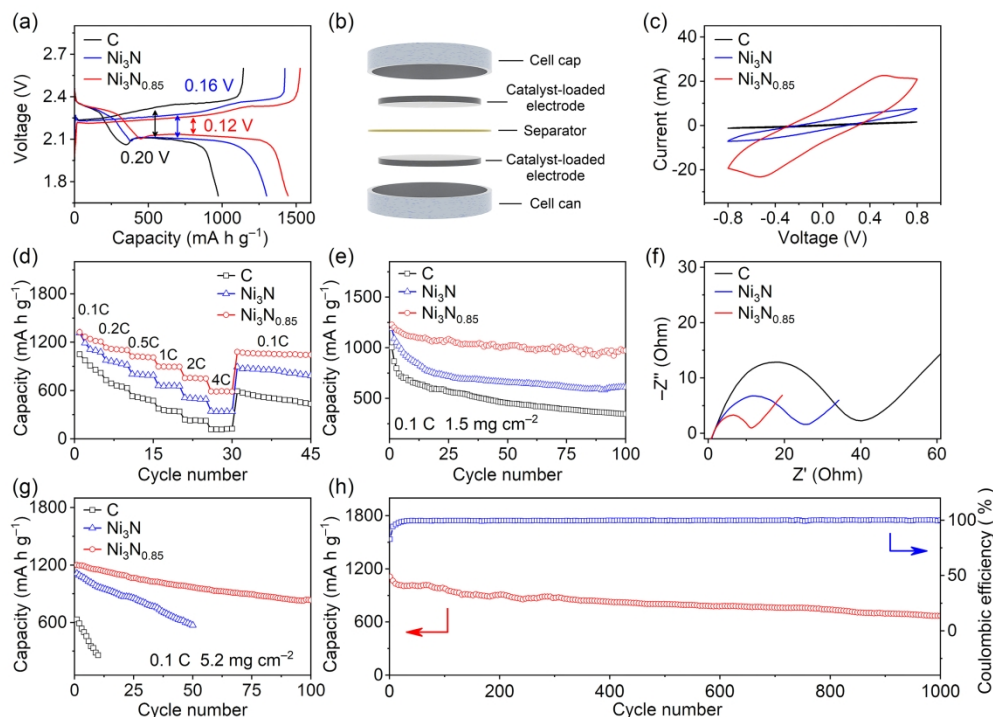 (a)
C
Ni₃N
Ni₃N₀.₈₅
0.16 V
0.12 V
0.20 V
Voltage (V)
2.6
2.4
2.1
1.8
0 500 1000 1500
Capacity (mA h g⁻¹)
(b)
Cell cap
Catalyst-loaded
electrode
Separator
Catalyst-loaded
electrode
Cell can
(c)
C
Ni₃N
Ni₃N₀.₈₅
Current (mA)
40
20
0
−20
−40
−0.8 −0.4 0.0 0.4 0.8
Voltage (V)
(d)
C
Ni₃N
Ni₃N₀.₈₅
0.1C
0.2C
0.5C
1C
2C
4C
0.1C
Capacity (mA h g⁻¹)
1800
1200
600
0
0 15 30 45
Cycle number
(e)
C
Ni₃N
Ni₃N₀.₈₅
0.1 C 1.5 mg cm⁻²
Capacity (mA h g⁻¹)
1500
1000
500
0
0 25 50 75 100
Cycle number
(f)
C
Ni₃N
Ni₃N₀.₈₅
−Z'' (Ohm)
30
20
10
0
0 20 40 60
Z' (Ohm)
(g)
C
Ni₃N
Ni₃N₀.₈₅
0.1 C 5.2 mg cm⁻²
Capacity (mA h g⁻¹)
1800
1200
600
0 25 50 75 100
Cycle number
(h)
Capacity (mA h g⁻¹)
1800
1350
900
450
0
0 200 400 600 800 1000
Cycle number
100
50
0
Coulombic efficiency (%)